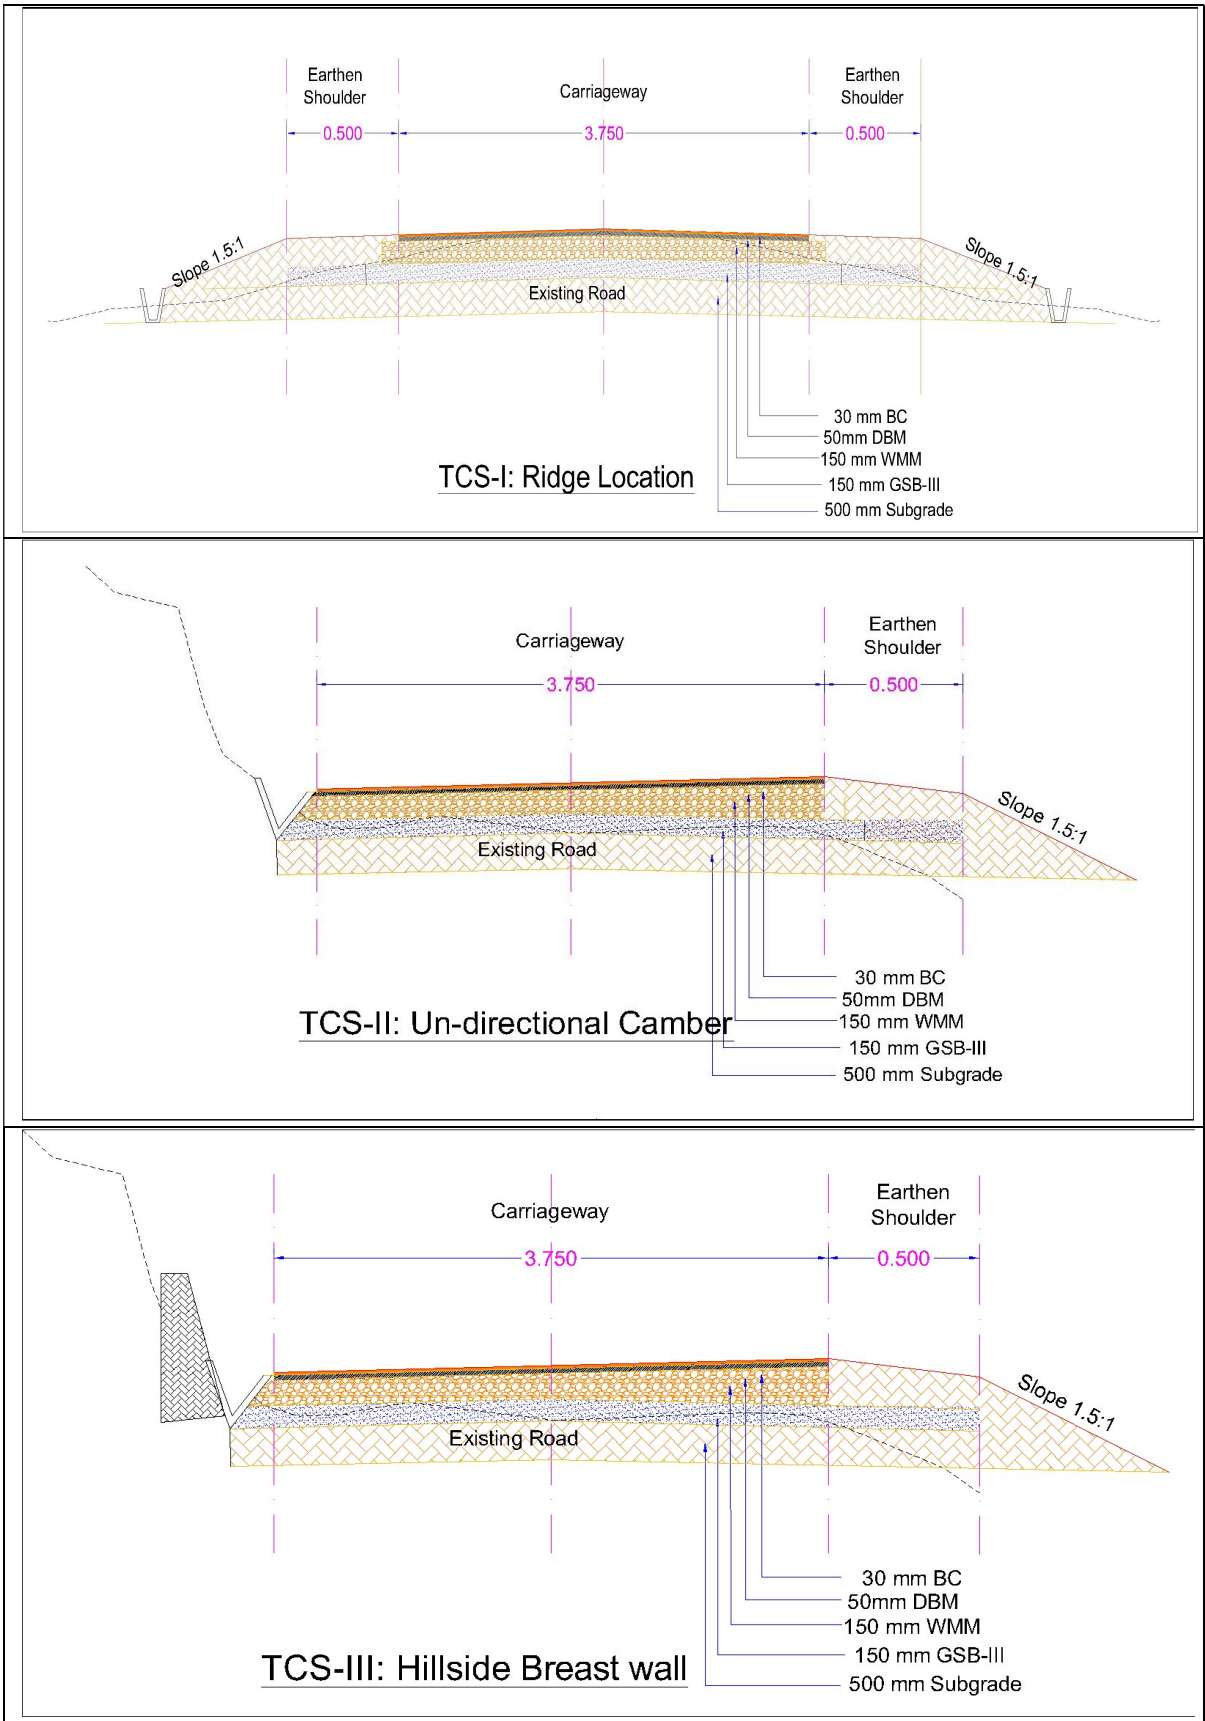 Earthen
Shoulder
Carriageway
Earthen
Shoulder
0.500
3.750
0.500
Slope 1.5:1
Slope 1.5:1
Existing Road
30 mm BC
50mm DBM
150 mm WMM
150 mm GSB-III
500 mm Subgrade
TCS-I: Ridge Location
Carriageway
Earthen
Shoulder
3.750
0.500
Slope 1.5:1
Existing Road
30 mm BC
50mm DBM
150 mm WMM
150 mm GSB-III
500 mm Subgrade
TCS-II: Un-directional Camber
Carriageway
Earthen
Shoulder
3.750
0.500
Slope 1.5:1
Existing Road
30 mm BC
50mm DBM
150 mm WMM
150 mm GSB-III
500 mm Subgrade
TCS-III: Hillside Breast wall